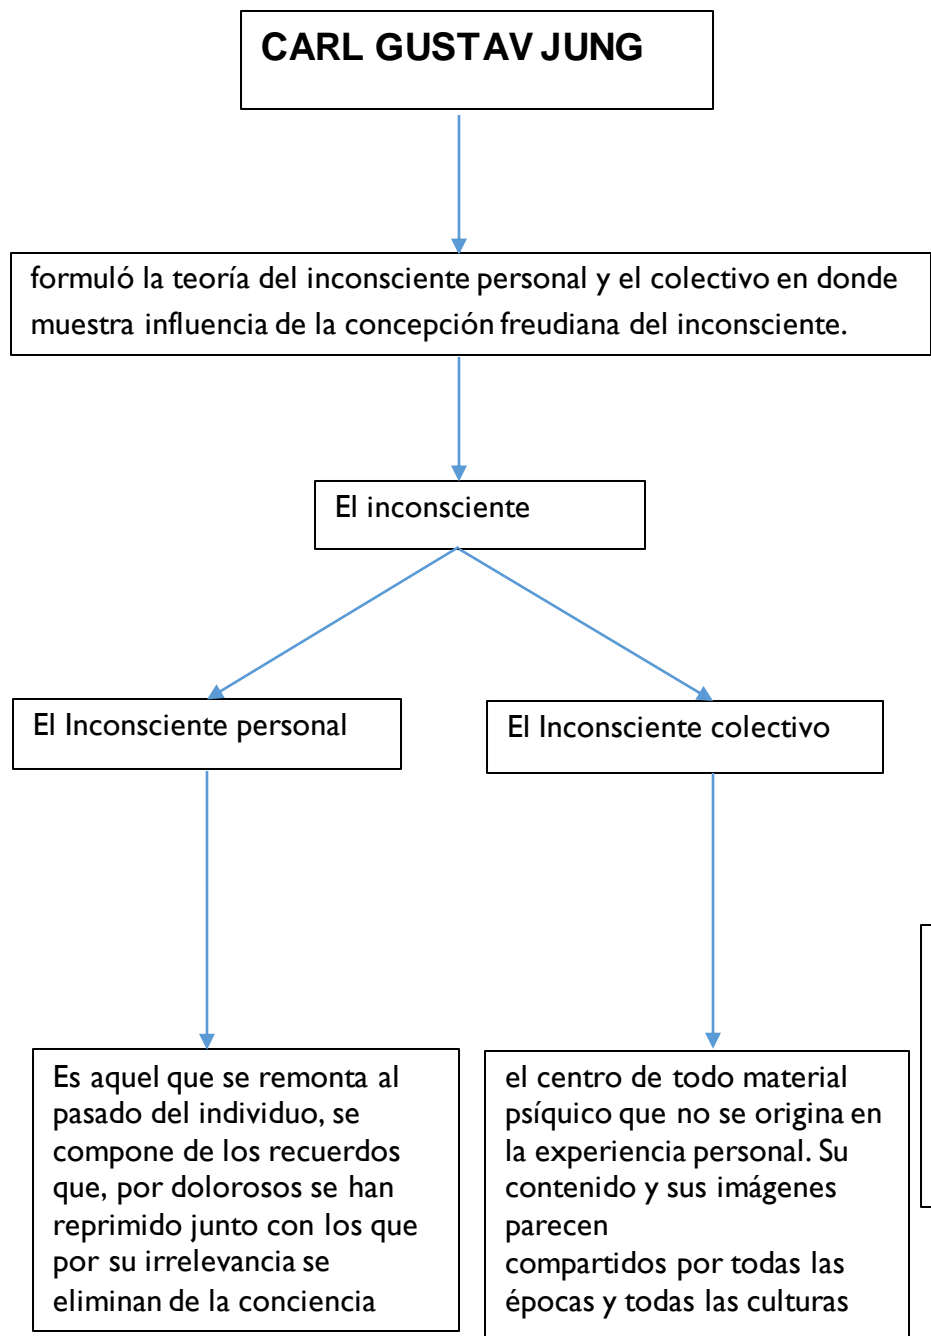 CARL GUSTAV JUNG
formuló la teoría del inconsciente personal y el colectivo en donde
muestra influencia de la concepción freudiana del inconsciente.
El inconsciente
El Inconsciente personal
El Inconsciente colectivo
Es aquel que se remonta al
pasado del individuo, se
compone de los recuerdos
que, por dolorosos se han
reprimido junto con los que
por su irrelevancia se
eliminan de la conciencia
el centro de todo material
psíquico que no se origina en
la experiencia personal. Su
contenido y sus imágenes
parecen
compartidos por todas las
épocas y todas las culturas